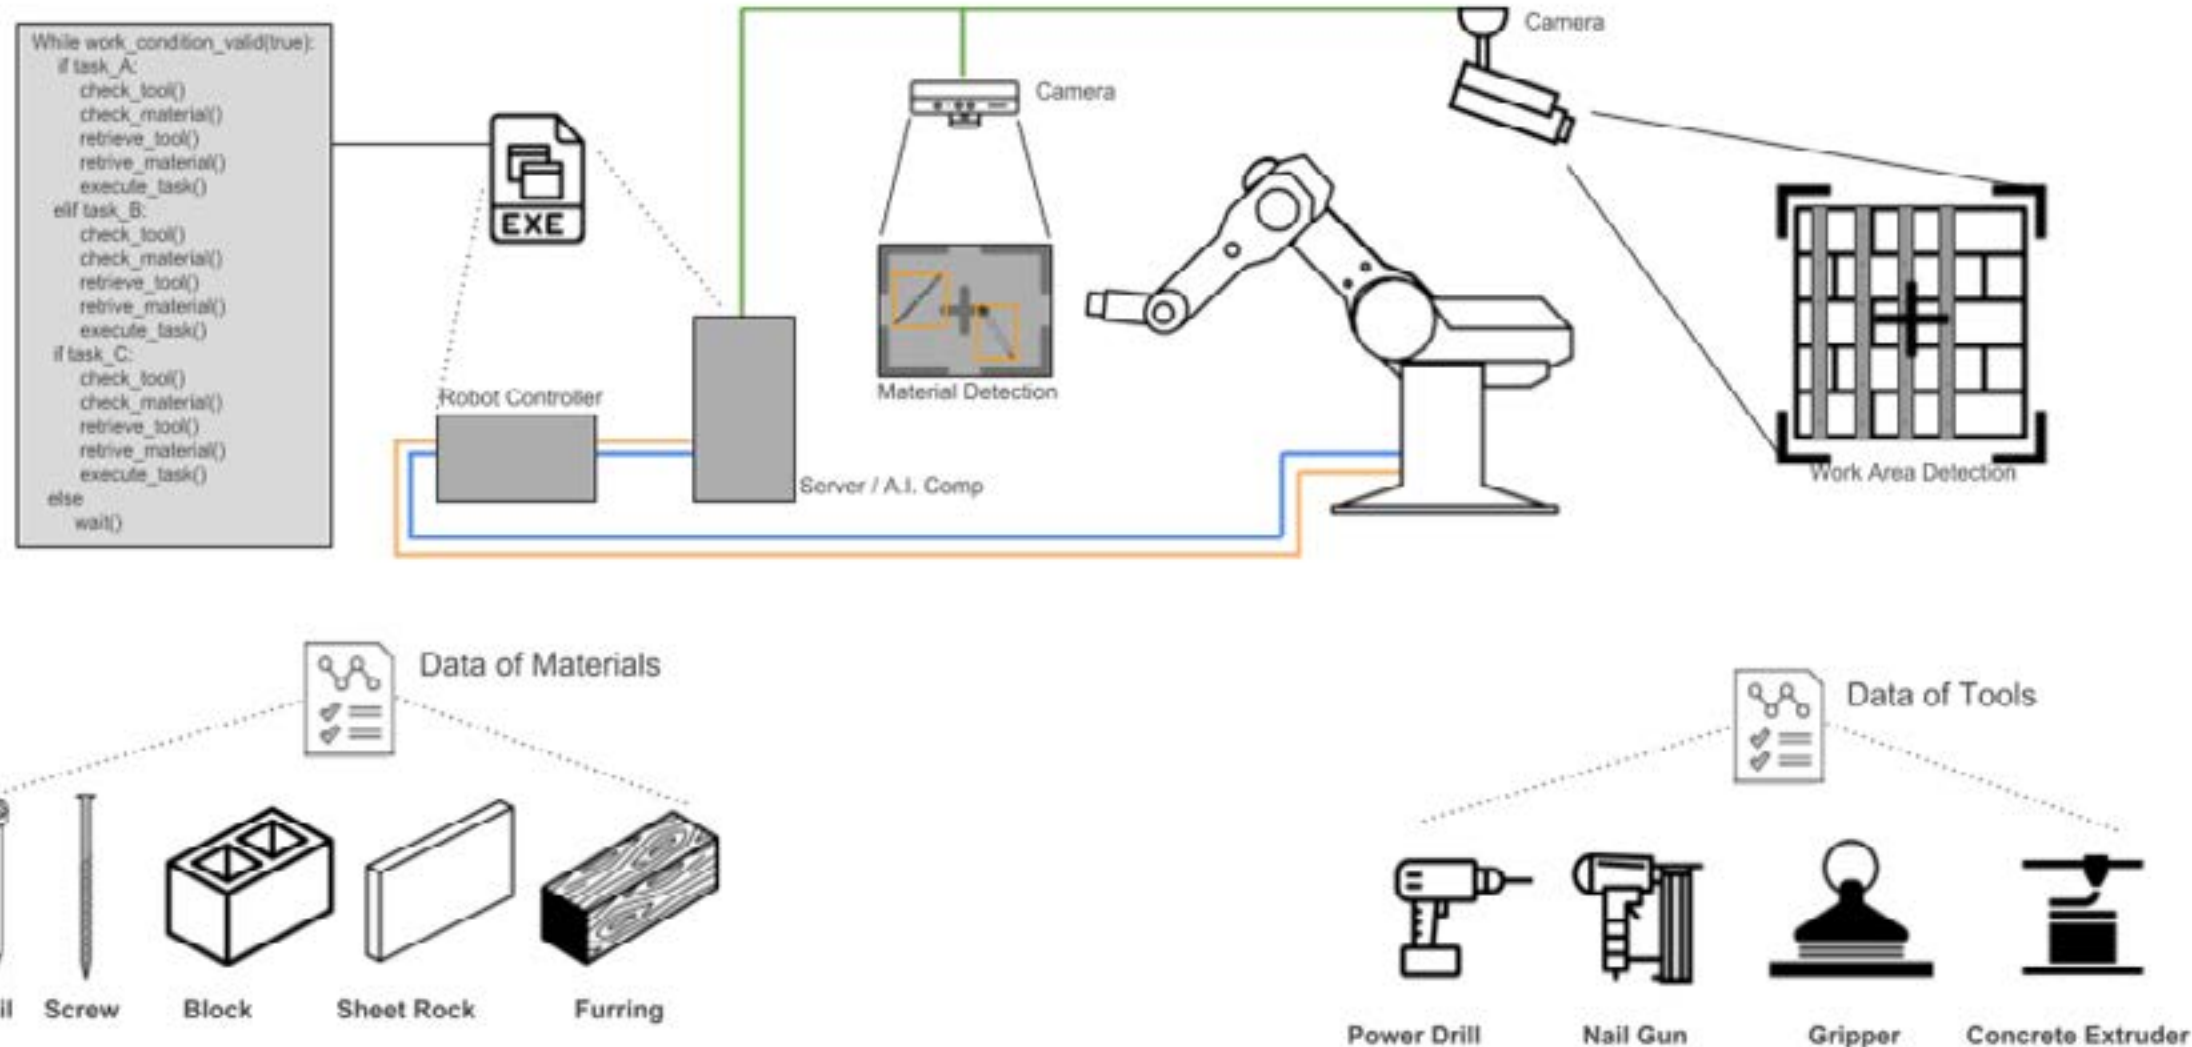 While work_condition_valid(true):
if task_A:
check_tool()
check_material()
retrieve_tool()
retrive_material()
execute_task()
elif task_B:
check_tool()
check_material()
retrieve_tool()
retrive_material()
execute_task()
if task_C:
check_tool()
check_material()
retrieve_tool()
retrive_material()
execute_task()
else
wait()
EXE
Robot Controller
Server / A.I. Comp
Camera
Material Detection
Camera
Work Area Detection
Data of Materials
il
Screw
Block
Sheet Rock
Furring
Data of Tools
Power Drill
Nail Gun
Gripper
Concrete Extruder